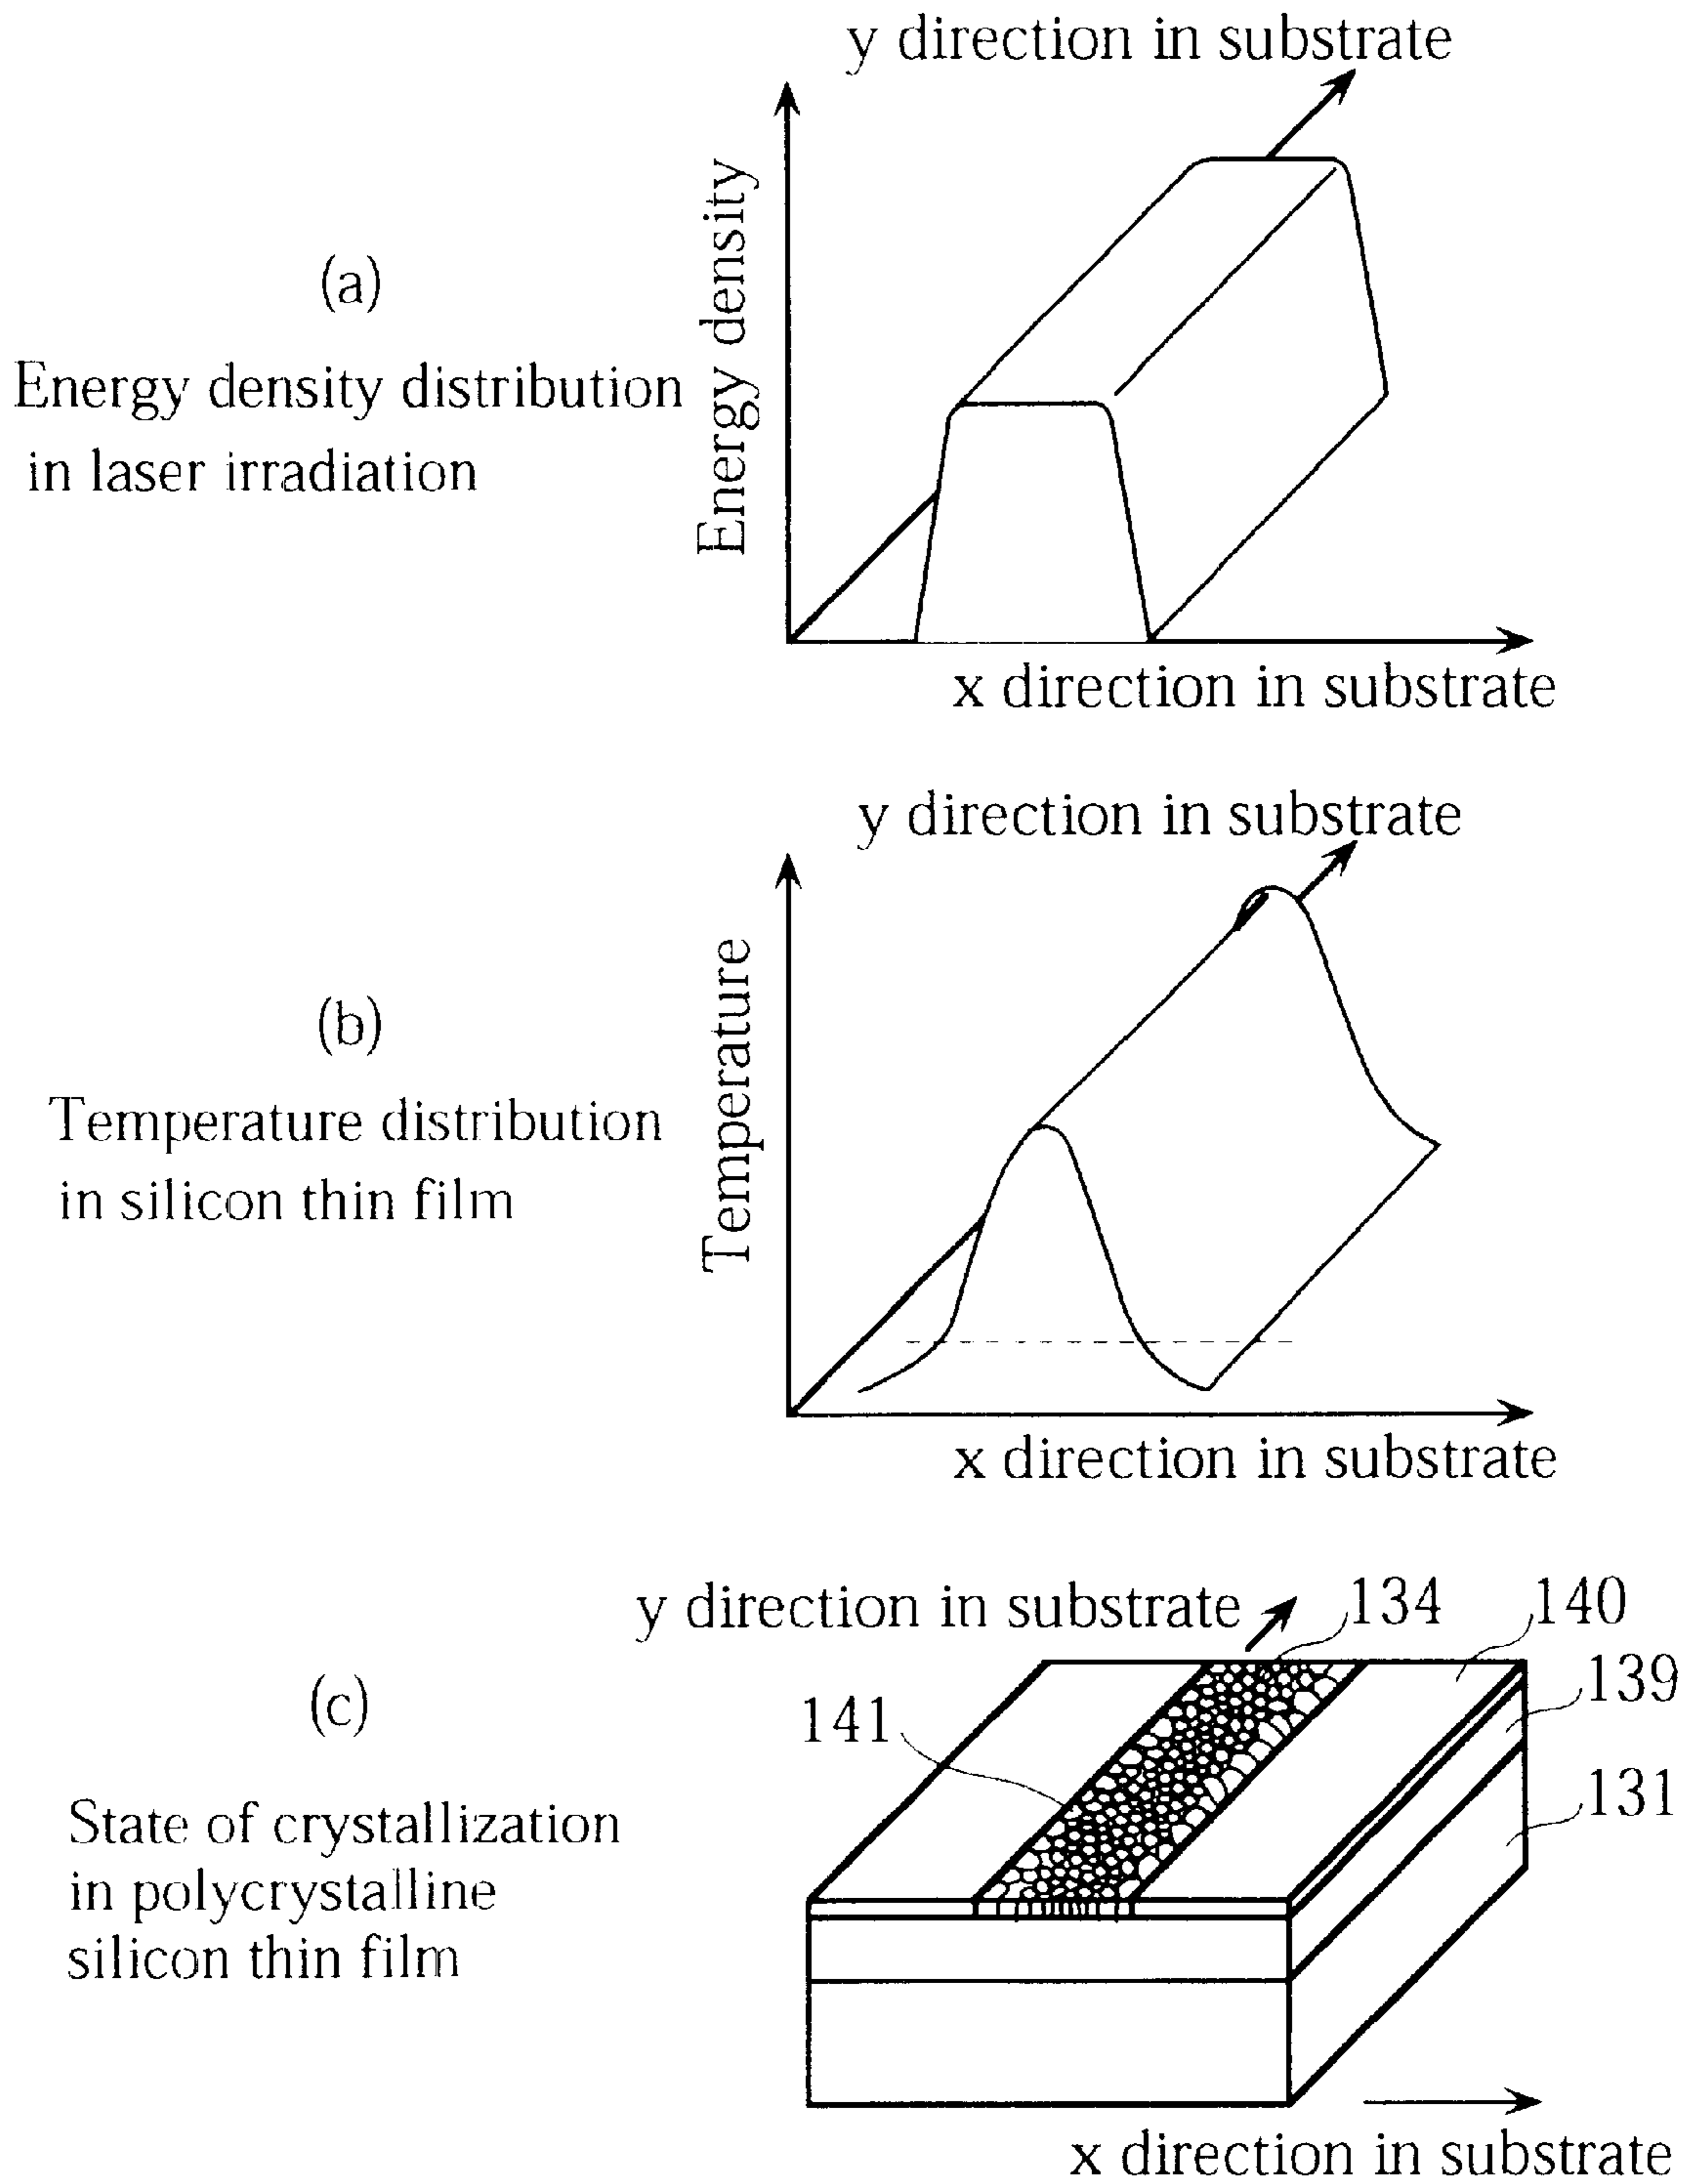 y direction in substrate
Energy density
(a)
Energy density distribution
in laser irradiation
x direction in substrate
y direction in substrate
Temperature
(b)
Temperature distribution
in silicon thin film
x direction in substrate
y direction in substrate
134
140
139
141
131
(c)
State of crystallization
in polycrystalline
silicon thin film
x direction in substrate